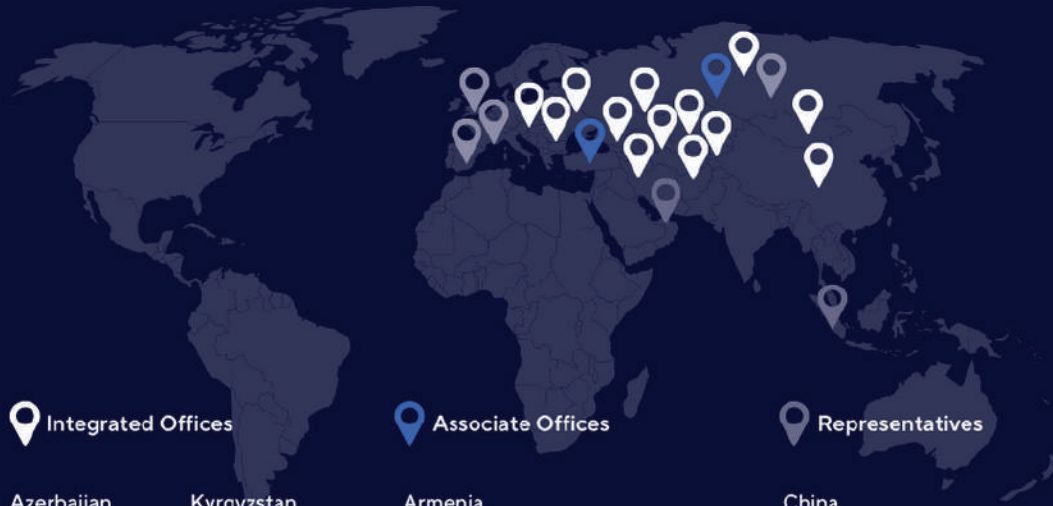 Integrated Offices Associate Offices Representatives
Azerbaijan Kyrgyzstan Armenia China